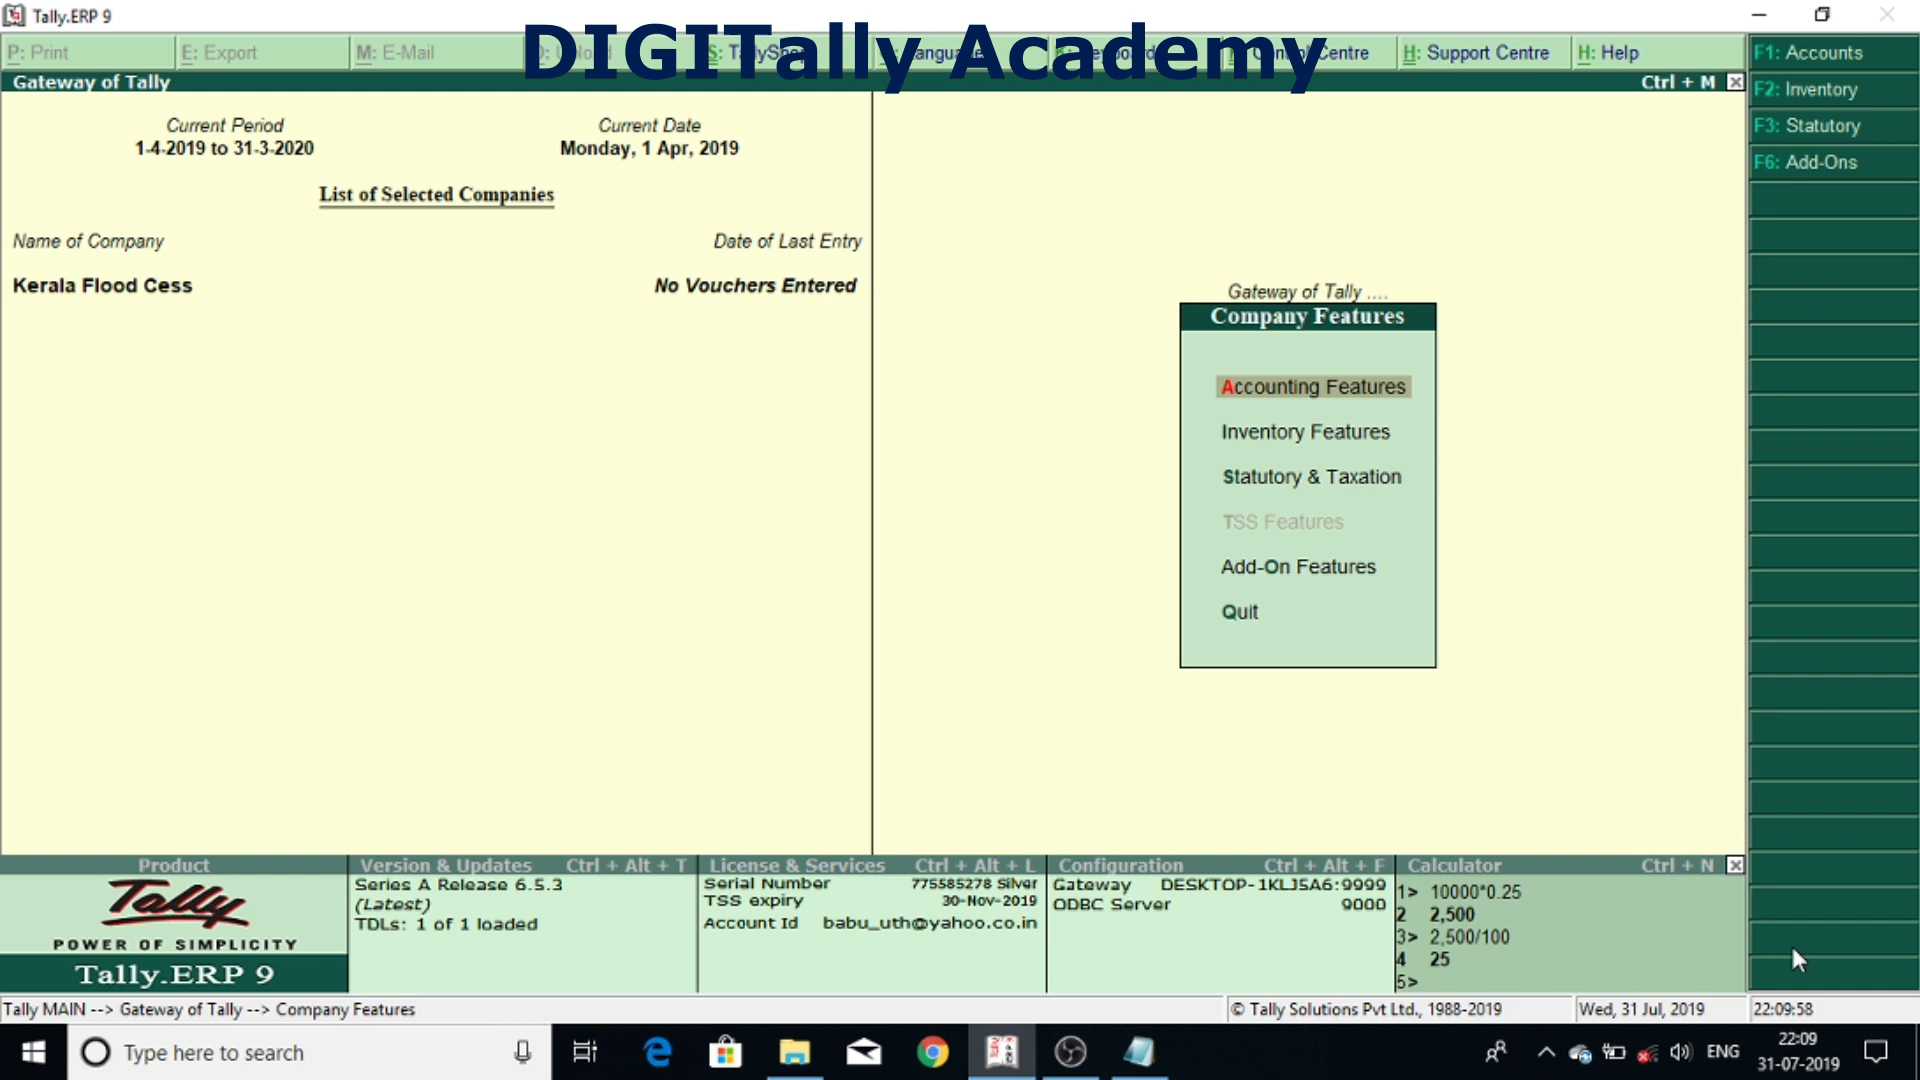 Tally.ERP 9
DIGITally Academy
P: Print
E: Export
M: E-Mail
H: Support Centre
H: Help
Gateway of Tally
Ctrl + M
F1: Accounts
F2: Inventory
F3: Statutory
F6: Add-Ons
Current Period
1-4-2019 to 31-3-2020
Current Date
Monday, 1 Apr, 2019
List of Selected Companies
Name of Company
Date of Last Entry
Kerala Flood Cess
No Vouchers Entered
Gateway of Tally ....
Company Features
Accounting Features
Inventory Features
Statutory & Taxation
TSS Features
Add-On Features
Quit
Product
Tally
POWER OF SIMPLICITY
Tally.ERP 9
Version & Updates Ctrl + Alt + T
Series A Release 6.5.3
(Latest)
TDLs: 1 of 1 loaded
License & Services Ctrl + Alt + L
Serial Number 775585278 Silver
TSS expiry 30-Nov-2019
Account Id babu_uth@yahoo.co.in
Configuration Ctrl + Alt + F
Gateway DESKTOP-1KLJ5A6:9999
ODBC Server 9000
Calculator Ctrl + N
1> 10000*0.25
2 2,500
3> 2,500/100
4 25
5>
Tally MAIN --> Gateway of Tally --> Company Features
© Tally Solutions Pvt Ltd., 1988-2019
Wed, 31 Jul, 2019
22:09:58
Type here to search
ENG
22:09
31-07-2019